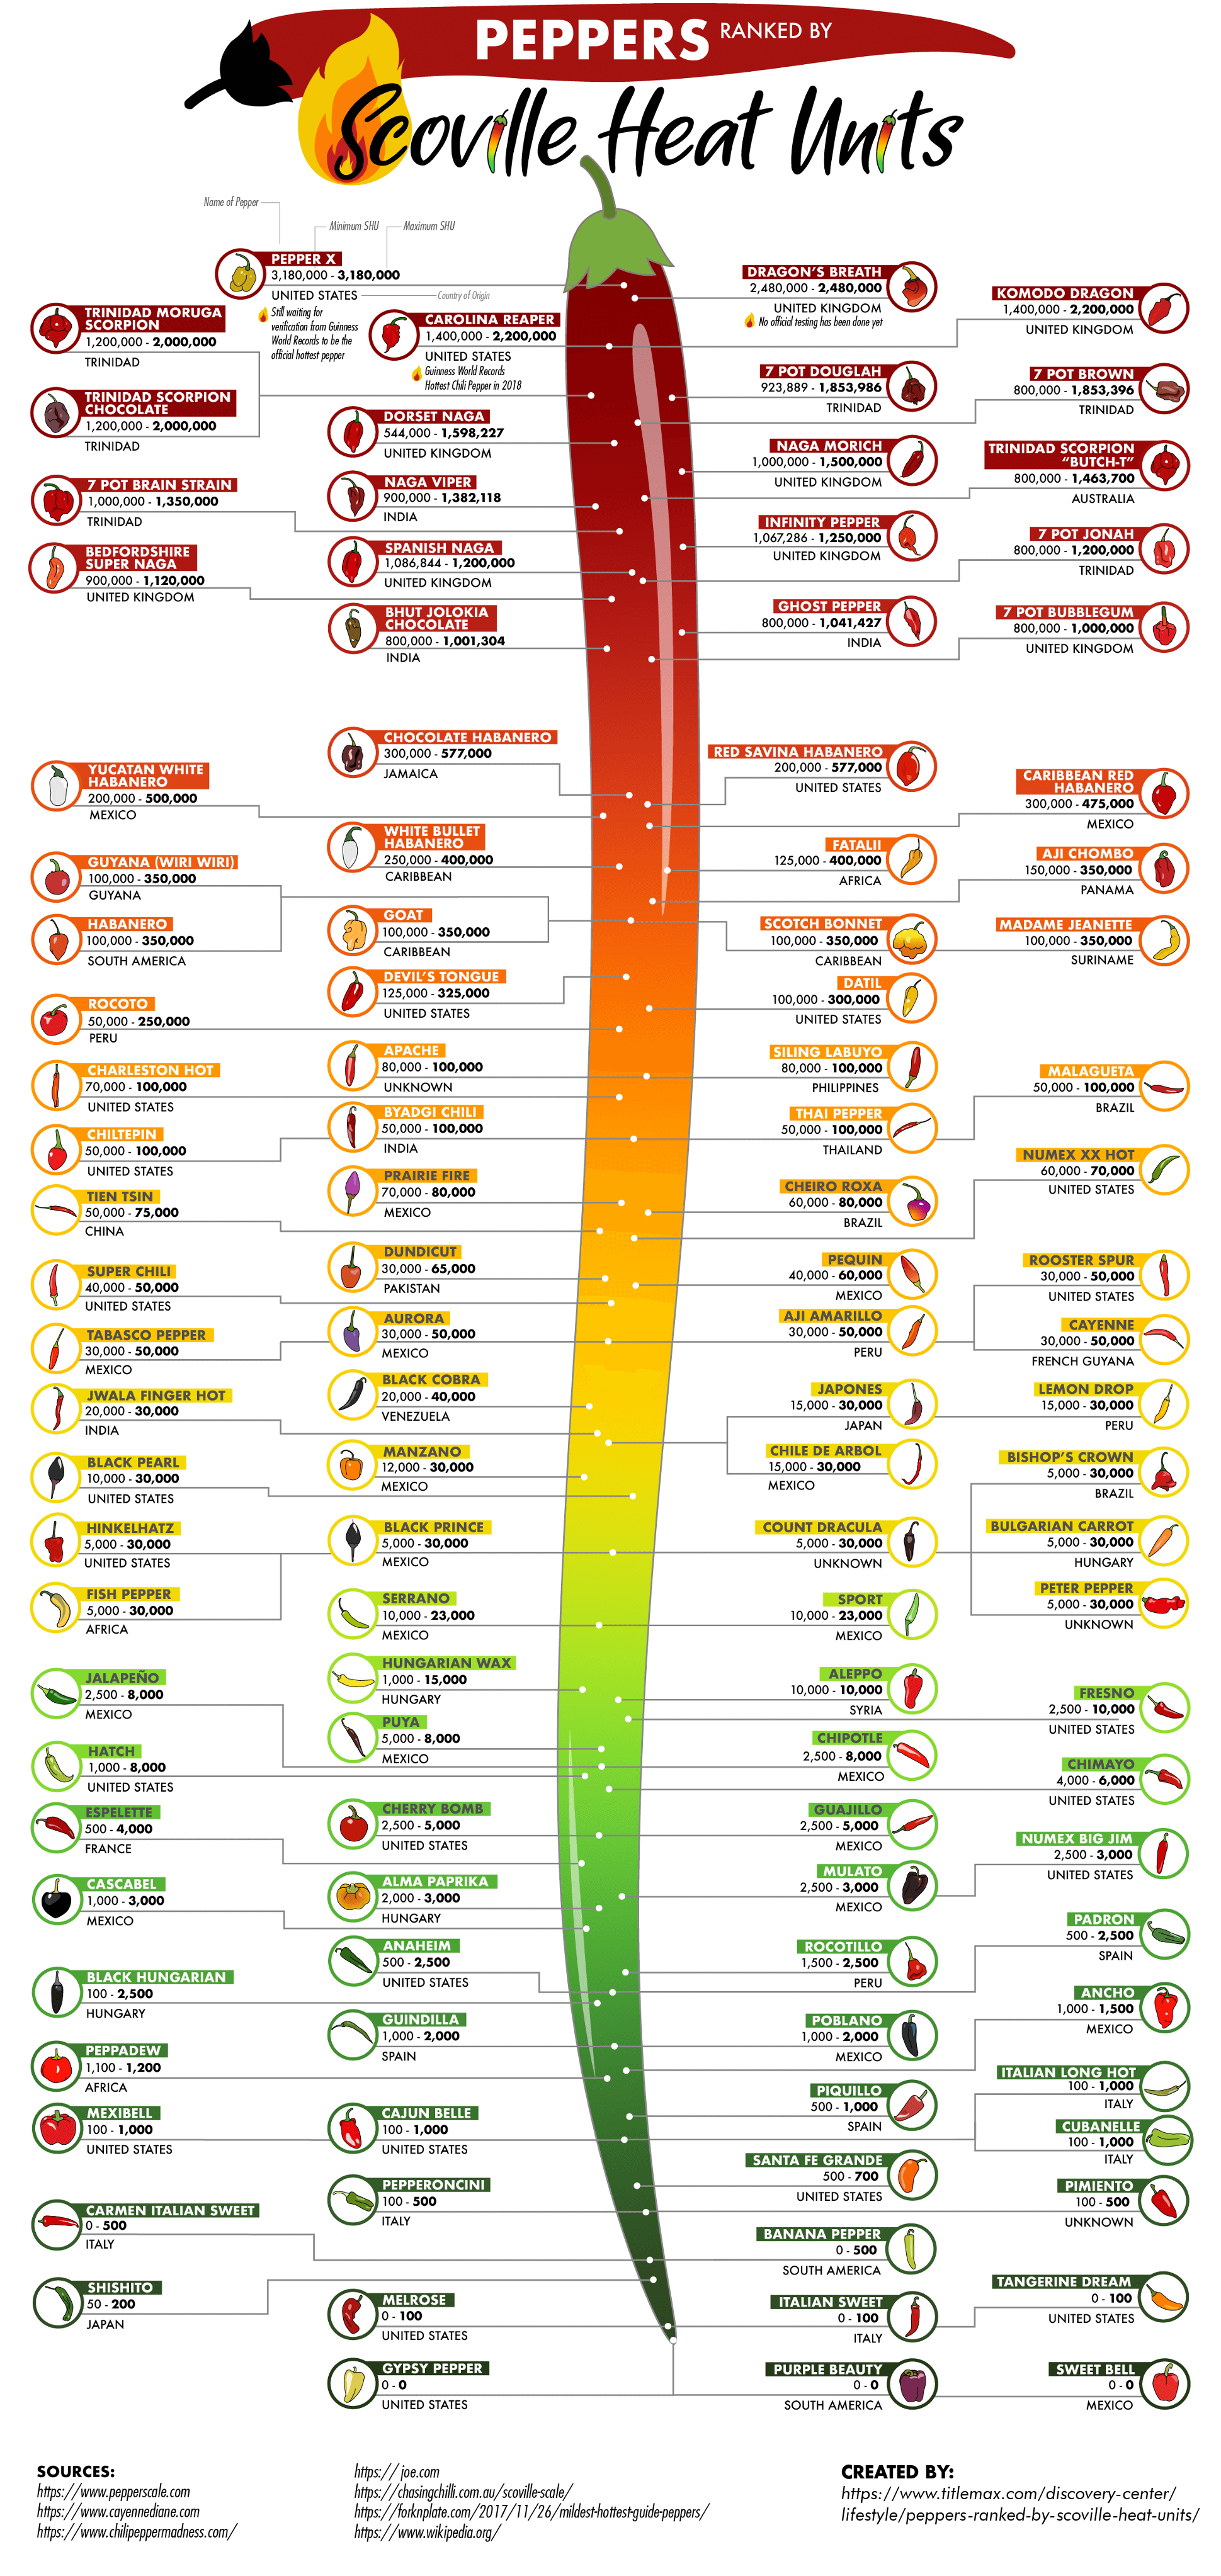 PEPPERS RANKED BY
Scoville Heat Units
Name of Pepper
Minimum SHU
Maximum SHU
PEPPER X
3,180,000 - 3,180,000
UNITED STATES
Country of Origin
Still waiting for
verification from Guinness
World Records to be the
official hottest pepper
DRAGON'S BREATH
2,480,000 - 2,480,000
UNITED KINGDOM
No official testing has been done yet
KOMODO DRAGON
1,400,000 - 2,200,000
UNITED KINGDOM
TRINIDAD MORUGA
SCORPION
1,200,000 - 2,000,000
TRINIDAD
CAROLINA REAPER
1,400,000 - 2,200,000
UNITED STATES
Guinness World Records
Hottest Chili Pepper in 2018
7 POT DOUGLAH
923,889 - 1,853,986
TRINIDAD
7 POT BROWN
800,000 - 1,853,396
TRINIDAD
TRINIDAD SCORPION
CHOCOLATE
1,200,000 - 2,000,000
TRINIDAD
DORSET NAGA
544,000 - 1,598,227
UNITED KINGDOM
NAGA MORICH
1,000,000 - 1,500,000
UNITED KINGDOM
TRINIDAD SCORPION
"BUTCH-T"
800,000 - 1,463,700
AUSTRALIA
7 POT BRAIN STRAIN
1,000,000 - 1,350,000
TRINIDAD
NAGA VIPER
900,000 - 1,382,118
INDIA
INFINITY PEPPER
1,067,286 - 1,250,000
UNITED KINGDOM
7 POT JONAH
800,000 - 1,200,000
TRINIDAD
BEDFORDSHIRE
SUPER NAGA
900,000 - 1,120,000
UNITED KINGDOM
SPANISH NAGA
1,086,844 - 1,200,000
UNITED KINGDOM
GHOST PEPPER
800,000 - 1,041,427
INDIA
7 POT BUBBLEGUM
800,000 - 1,000,000
UNITED KINGDOM
BHUT JOLOKIA
CHOCOLATE
800,000 - 1,001,304
INDIA
CHOCOLATE HABANERO
300,000 - 577,000
JAMAICA
RED SAVINA HABANERO
200,000 - 577,000
UNITED STATES
YUCATAN WHITE
HABANERO
200,000 - 500,000
MEXICO
CARIBBEAN RED
HABANERO
300,000 - 475,000
MEXICO
WHITE BULLET
HABANERO
250,000 - 400,000
CARIBBEAN
FATALII
125,000 - 400,000
AFRICA
AJI CHOMBO
150,000 - 350,000
PANAMA
GUYANA (WIRI WIRI)
100,000 - 350,000
GUYANA
GOAT
100,000 - 350,000
CARIBBEAN
SCOTCH BONNET
100,000 - 350,000
CARIBBEAN
MADAME JEANETTE
100,000 - 350,000
SURINAME
HABANERO
100,000 - 350,000
SOUTH AMERICA
DEVIL'S TONGUE
125,000 - 325,000
UNITED STATES
DATIL
100,000 - 300,000
UNITED STATES
ROCOTO
50,000 - 250,000
PERU
APACHE
80,000 - 100,000
UNKNOWN
SILING LABUYO
80,000 - 100,000
PHILIPPINES
CHARLESTON HOT
70,000 - 100,000
UNITED STATES
MALAGUETA
50,000 - 100,000
BRAZIL
BYADGI CHILI
50,000 - 100,000
INDIA
THAI PEPPER
50,000 - 100,000
THAILAND
CHILTEPIN
50,000 - 100,000
UNITED STATES
NUMEX XX HOT
60,000 - 70,000
UNITED STATES
PRAIRIE FIRE
70,000 - 80,000
MEXICO
CHEIRO ROXA
60,000 - 80,000
BRAZIL
TIEN TSIN
50,000 - 75,000
CHINA
DUNDICUT
30,000 - 65,000
PAKISTAN
PEQUIN
40,000 - 60,000
MEXICO
ROOSTER SPUR
30,000 - 50,000
UNITED STATES
SUPER CHILI
40,000 - 50,000
UNITED STATES
AURORA
30,000 - 50,000
MEXICO
AJI AMARILLO
30,000 - 50,000
PERU
CAYENNE
30,000 - 50,000
FRENCH GUYANA
TABASCO PEPPER
30,000 - 50,000
MEXICO
BLACK COBRA
20,000 - 40,000
VENEZUELA
JAPONES
15,000 - 30,000
JAPAN
LEMON DROP
15,000 - 30,000
PERU
JWALA FINGER HOT
20,000 - 30,000
INDIA
MANZANO
12,000 - 30,000
MEXICO
CHILE DE ARBOL
15,000 - 30,000
MEXICO
BISHOP'S CROWN
5,000 - 30,000
BRAZIL
BLACK PEARL
10,000 - 30,000
UNITED STATES
BLACK PRINCE
5,000 - 30,000
MEXICO
COUNT DRACULA
5,000 - 30,000
UNKNOWN
BULGARIAN CARROT
5,000 - 30,000
HUNGARY
HINKELHATZ
5,000 - 30,000
UNITED STATES
PETER PEPPER
5,000 - 30,000
UNKNOWN
FISH PEPPER
5,000 - 30,000
AFRICA
SERRANO
10,000 - 23,000
MEXICO
SPORT
10,000 - 23,000
MEXICO
HUNGARIAN WAX
1,000 - 15,000
HUNGARY
ALEPPO
10,000 - 10,000
SYRIA
FRESNO
2,500 - 10,000
UNITED STATES
JALAPEÑO
2,500 - 8,000
MEXICO
PUYA
5,000 - 8,000
MEXICO
CHIPOTLE
2,500 - 8,000
MEXICO
CHIMAYO
4,000 - 6,000
UNITED STATES
HATCH
1,000 - 8,000
UNITED STATES
CHERRY BOMB
2,500 - 5,000
UNITED STATES
GUAJILLO
2,500 - 5,000
MEXICO
ESPELETTE
500 - 4,000
FRANCE
NUMEX BIG JIM
2,500 - 3,000
UNITED STATES
ALMA PAPRIKA
2,000 - 3,000
HUNGARY
MULATO
2,500 - 3,000
MEXICO
CASCABEL
1,000 - 3,000
MEXICO
PADRON
500 - 2,500
SPAIN
ANAHEIM
500 - 2,500
UNITED STATES
ROCOTILLO
1,500 - 2,500
PERU
BLACK HUNGARIAN
100 - 2,500
HUNGARY
ANCHO
1,000 - 1,500
MEXICO
GUINDILLA
1,000 - 2,000
SPAIN
POBLANO
1,000 - 2,000
MEXICO
PEPPADEW
1,100 - 1,200
AFRICA
ITALIAN LONG HOT
100 - 1,000
ITALY
PIQUILLO
500 - 1,000
SPAIN
MEXIBELL
100 - 1,000
UNITED STATES
CAJUN BELLE
100 - 1,000
UNITED STATES
CUBANELLE
100 - 1,000
ITALY
SANTA FE GRANDE
500 - 700
UNITED STATES
PEPPERONCINI
100 - 500
ITALY
PIMIENTO
100 - 500
UNKNOWN
CARMEN ITALIAN SWEET
0 - 500
ITALY
BANANA PEPPER
0 - 500
SOUTH AMERICA
SHISHITO
50 - 200
JAPAN
MELROSE
0 - 100
UNITED STATES
ITALIAN SWEET
0 - 100
ITALY
TANGERINE DREAM
0 - 100
UNITED STATES
GYPSY PEPPER
0 - 0
UNITED STATES
PURPLE BEAUTY
0 - 0
SOUTH AMERICA
SWEET BELL
0 - 0
MEXICO
SOURCES:
https://www.pepperscale.com
https://www.cayennediane.com
https://www.chilipeppermadness.com/
https:// joe.com
https://chasingchilli.com.au/scoville-scale/
https://forknplate.com/2017/11/26/mildest-hottest-guide-peppers/
https://www.wikipedia.org/
CREATED BY:
https://www.titlemax.com/discovery-center/
lifestyle/peppers-ranked-by-scoville-heat-units/